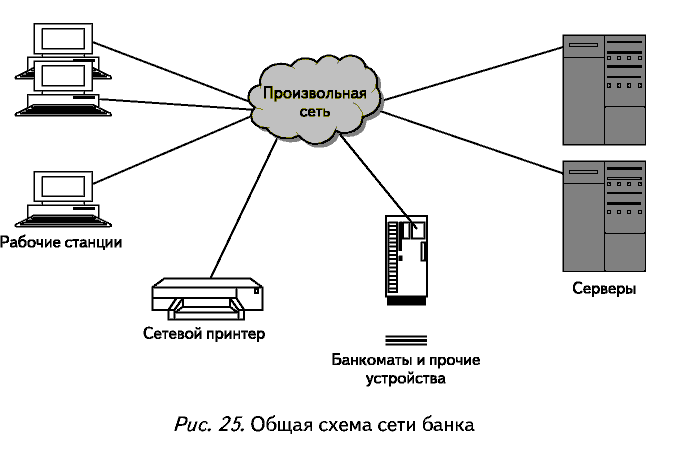 Произвольная
сеть
Рабочие станции
Серверы
Сетевой принтер
Банкоматы и прочие
устройства
Рис. 25. Общая схема сети банка